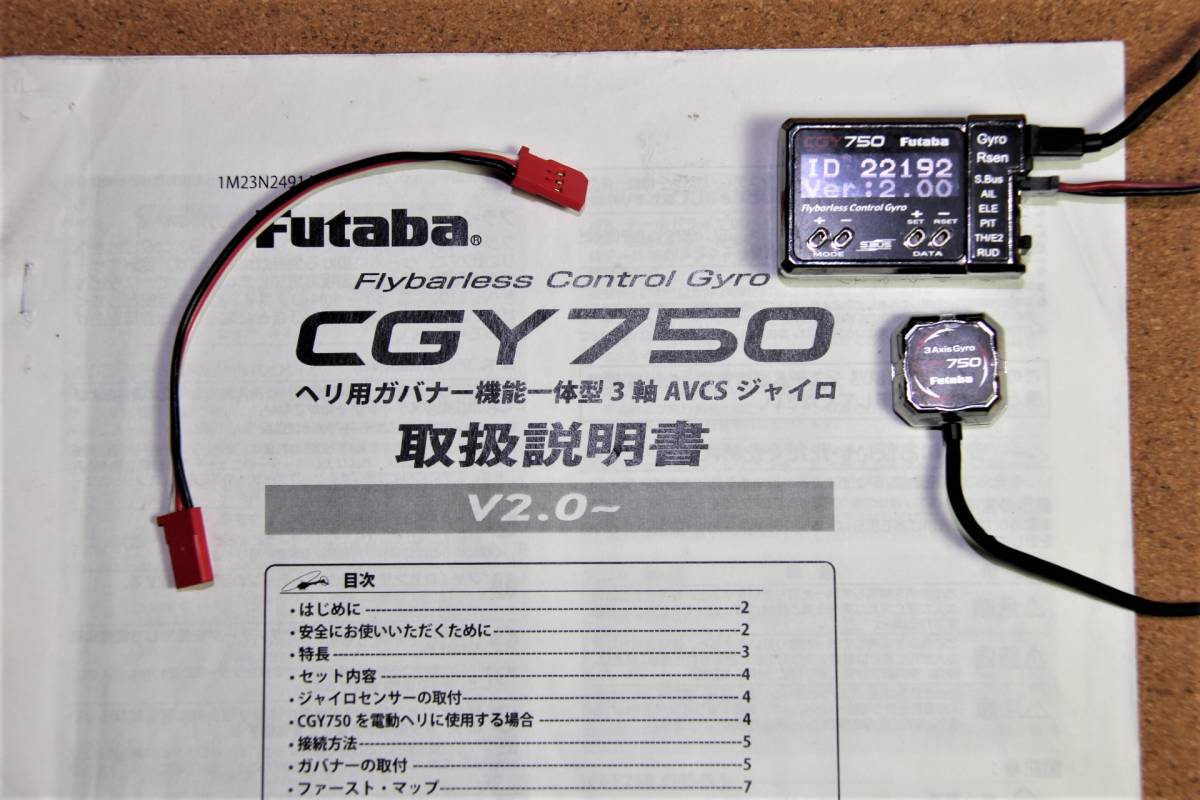 1M23N2491
Futaba®
Flybarless Control Gyro
CGY750
ヘリ用ガバナー機能一体型3軸AVCSジャイロ
取扱説明書
V2.0~
目次
・はじめに 2
・安全にお使いいただくために 2
・特長 3
・セット内容 4
・ジャイロセンサーの取付 4
・CGY750を電動ヘリに使用する場合 4
・接続方法 5
・ガバナーの取付 5
・ファースト・マップ 7
CGY750 Futaba
ID 22192
Ver:2.00
Flybarless Control Gyro
+ - + -
SET RSET
MODE S.BUS DATA
Gyro
Rsen
S.Bus
AIL
ELE
PIT
TH/E2
RUD
3 Axis Gyro
750
Futaba